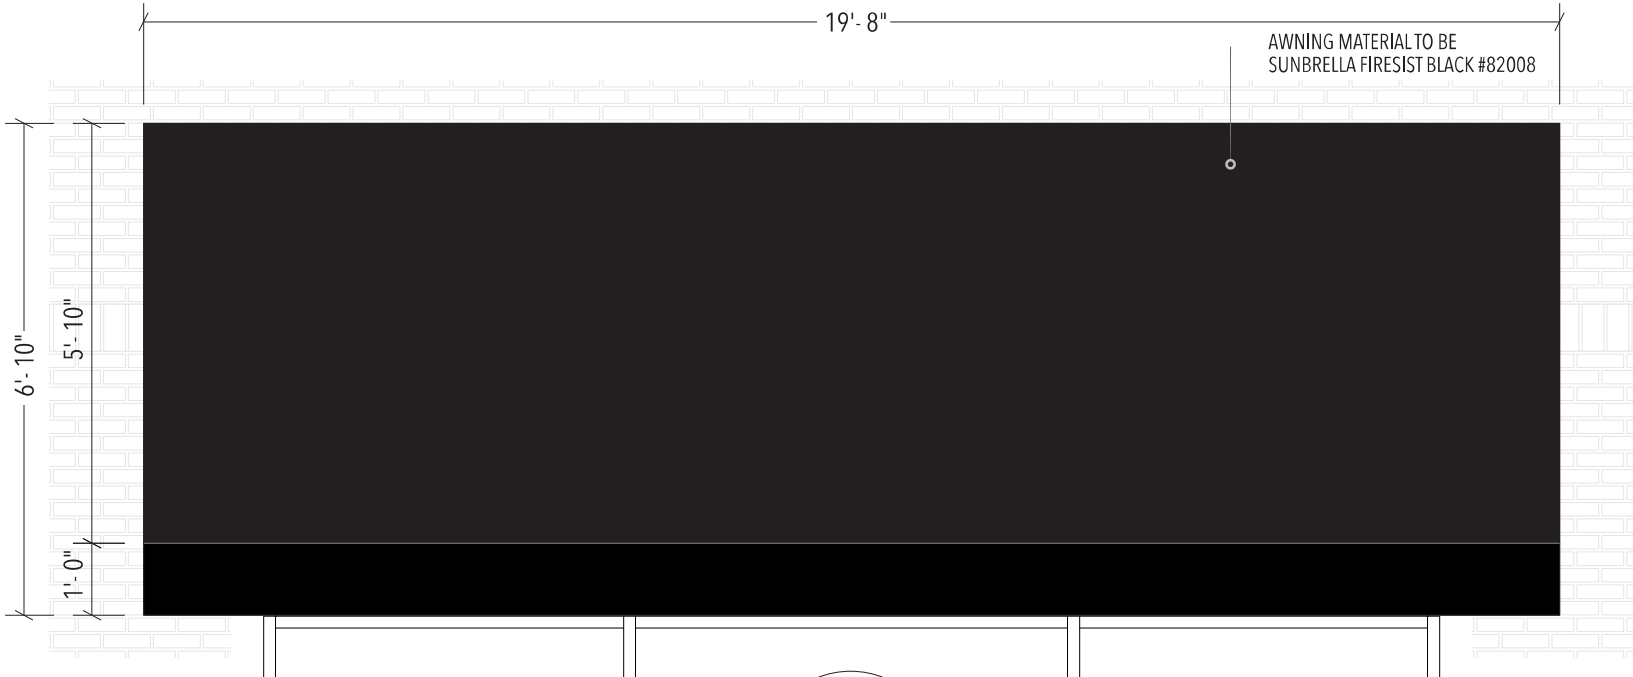 19'- 8"
AWNING MATERIAL TO BE
SUNBRELLA FIRESIST BLACK #82008
6'- 10"
5'- 10"
1'- 0"